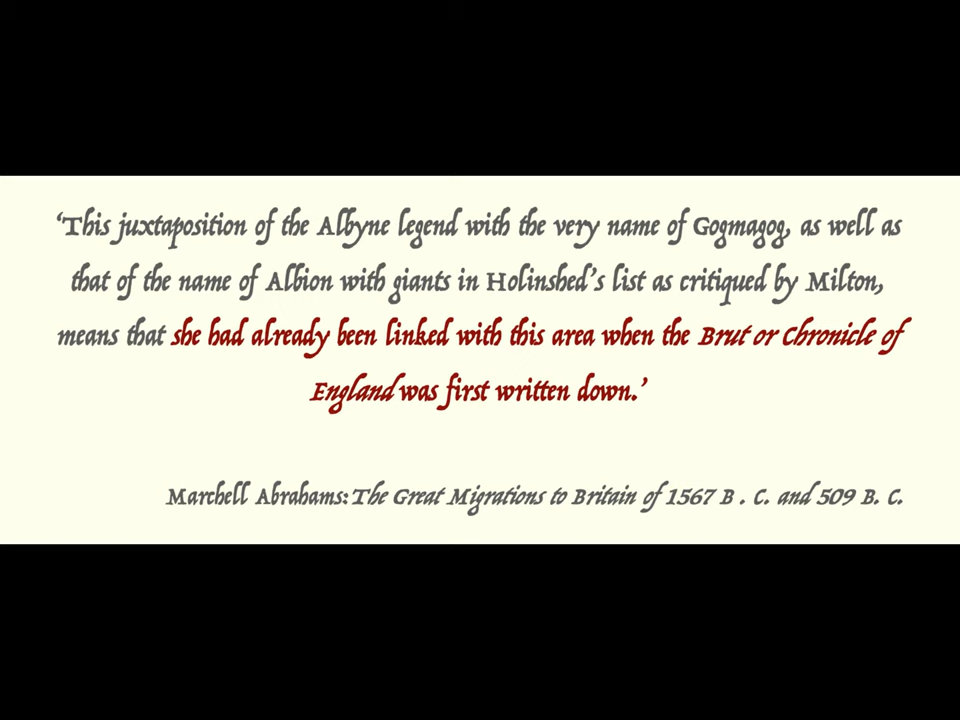 ‘This juxtaposition of the Albyne legend with the very name of Gogmagog, as well as
that of the name of Albion with giants in Holinshed’s list as critiqued by Milton,
means that she had already been linked with this area when the Brut or Chronicle of
England was first written down.’
Marchell Abrahams: The Great Migrations to Britain of 1567 B . C. and 509 B. C.